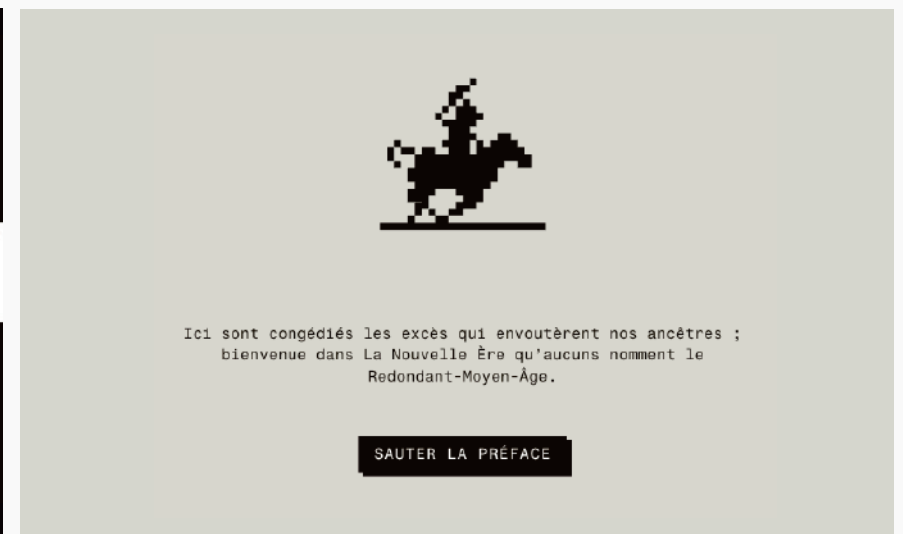 Ici sont congédiés les excès qui envoutèrent nos ancêtres ;
bienvenue dans La Nouvelle Ère qu'aucuns nomment le
Redondant-Moyen-Âge.
SAUTER LA PRÉFACE